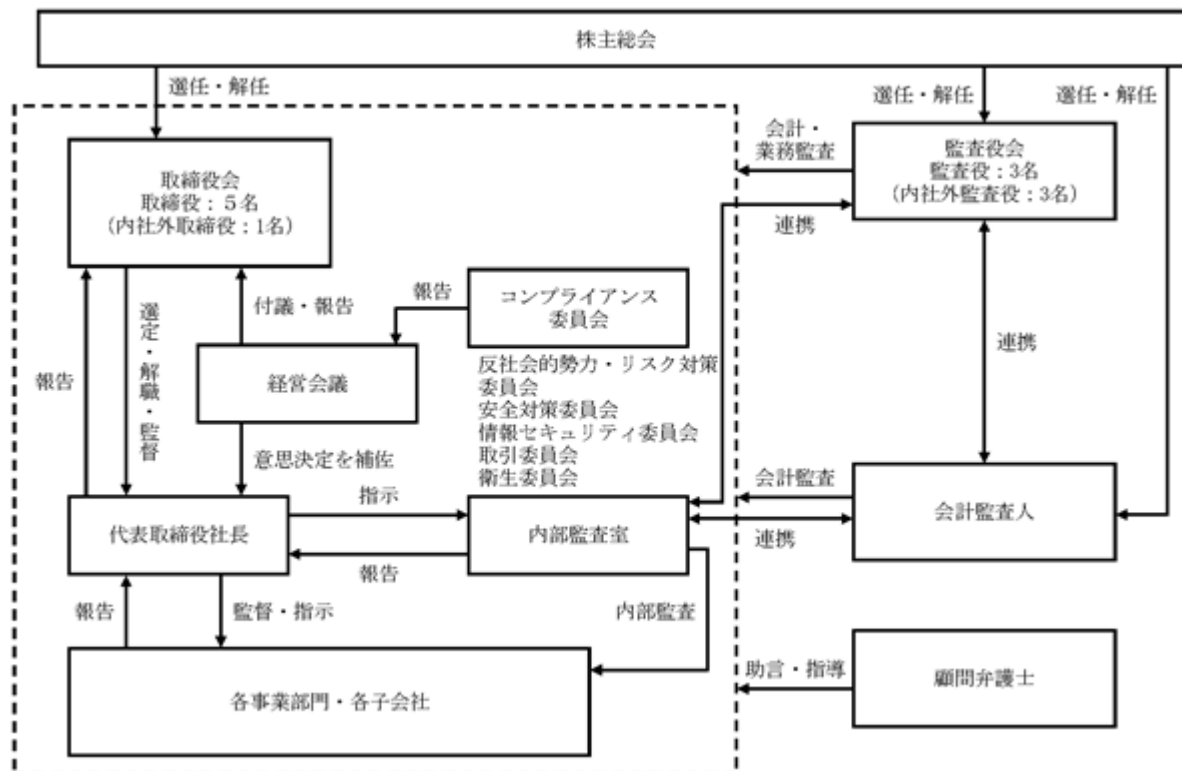 株主総会
選任・解任
選任・解任
選任・解任
取締役会
取締役：５名
(内社外取締役：1名)
会計・
業務監査
監査役会
監査役：3名
(内社外監査役：3名)
連携
報告
選定・解職・監督
付議・報告
報告
コンプライアンス
委員会
経営会議
反社会的勢力・リスク対策
委員会
安全対策委員会
情報セキュリティ委員会
取引委員会
衛生委員会
連携
意思決定を補佐
代表取締役社長
指示
報告
内部監査室
会計監査
連携
会計監査人
報告
監督・指示
内部監査
各事業部門・各子会社
助言・指導
顧問弁護士